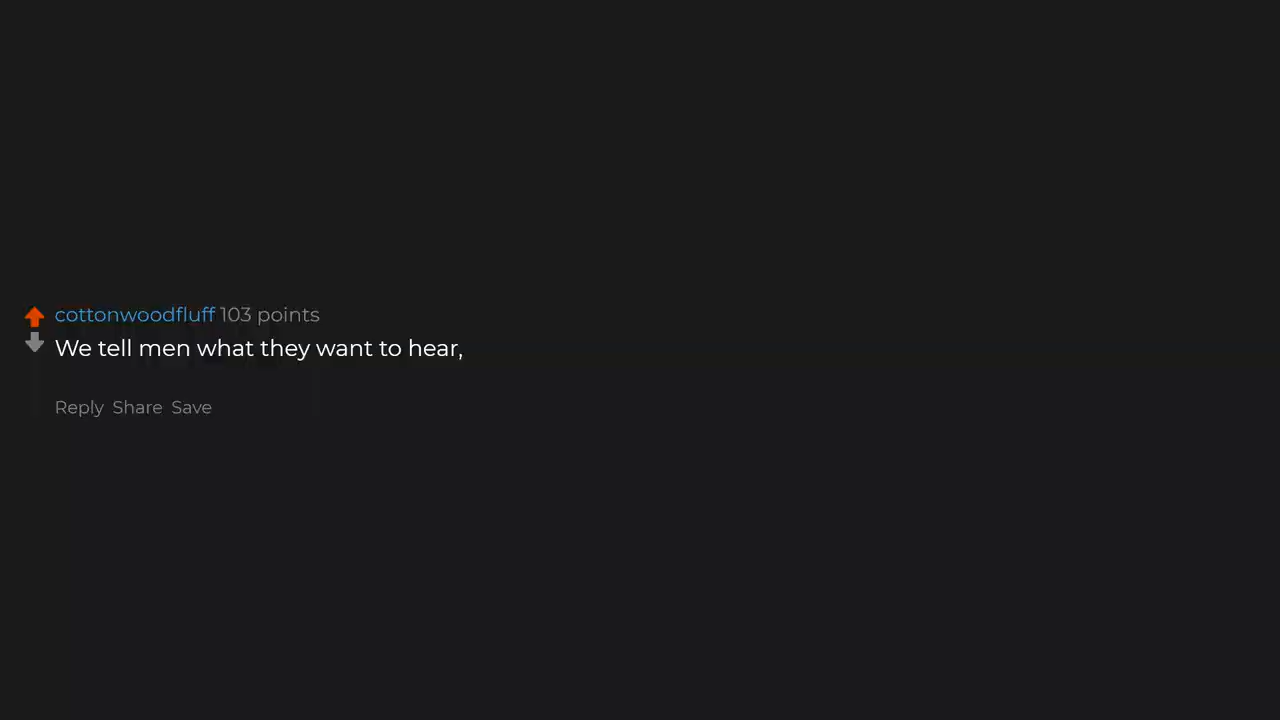 cottonwoodfluff 103 points
We tell men what they want to hear,
Reply Share Save